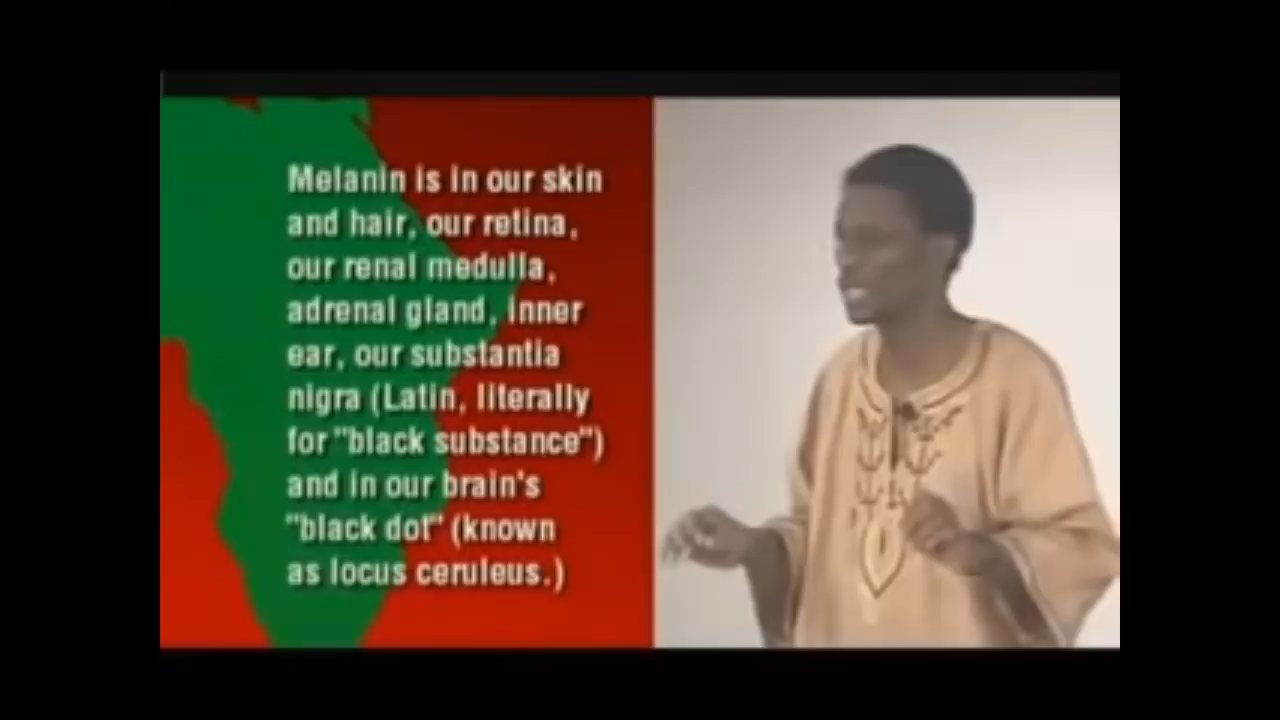 Melanin is in our skin
and hair, our retina,
our renal medulla,
adrenal gland, inner
ear, our substantia
nigra (Latin, literally
for "black substance")
and in our brain's
"black dot" (known
as locus ceruleus.)